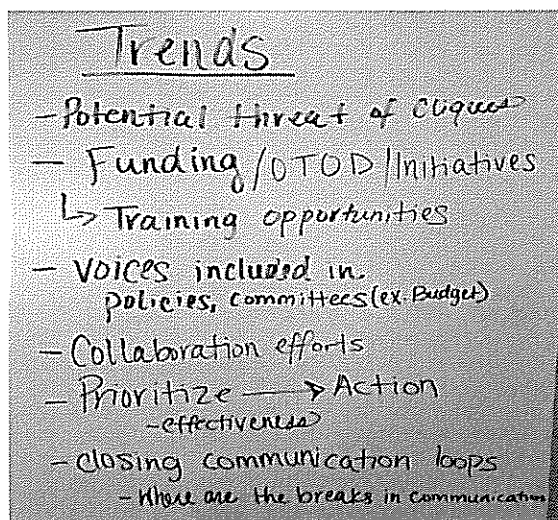 Trends
- Potential threat of Cliques
- Funding/OTOD/Initiatives
↳ Training opportunities
- Voices included in
policies, committees (ex. Budget)
- Collaboration efforts
- Prioritize → Action
- effectiveness
- closing communication loops
- Where are the breaks in communication